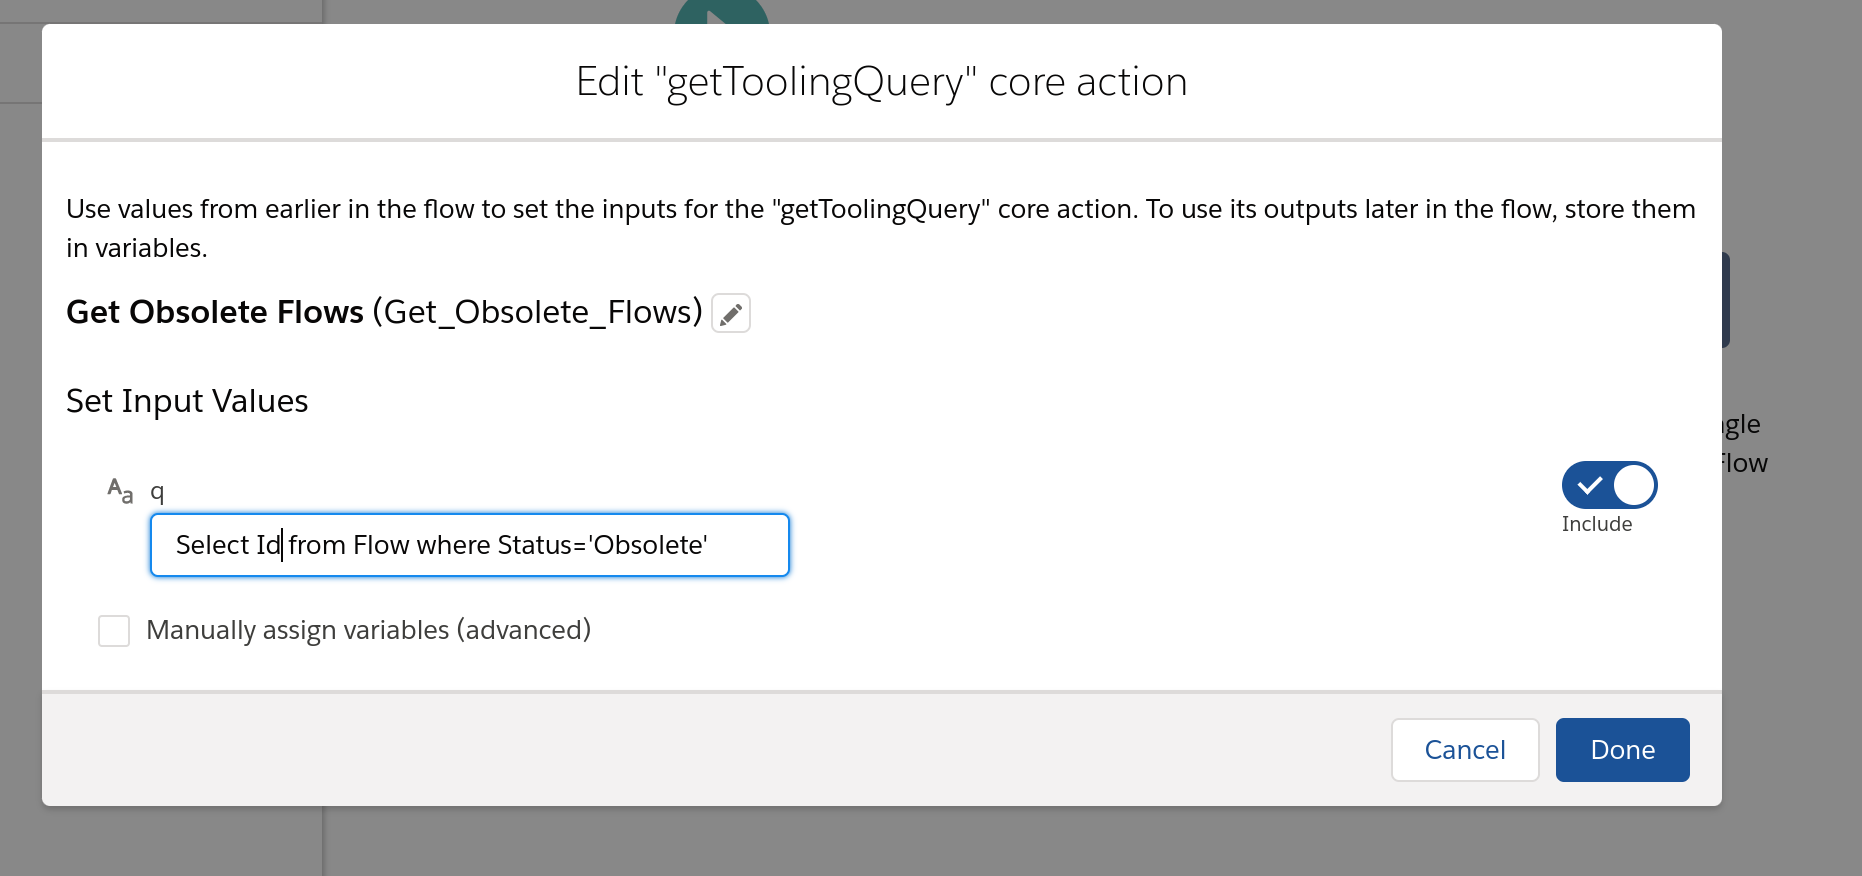 Edit "getToolingQuery" core action
Use values from earlier in the flow to set the inputs for the "getToolingQuery" core action. To use its outputs later in the flow, store them
in variables.
Get Obsolete Flows (Get_Obsolete_Flows)
Set Input Values
Aa q
Select Id from Flow where Status='Obsolete'
Include
Manually assign variables (advanced)
Cancel Done